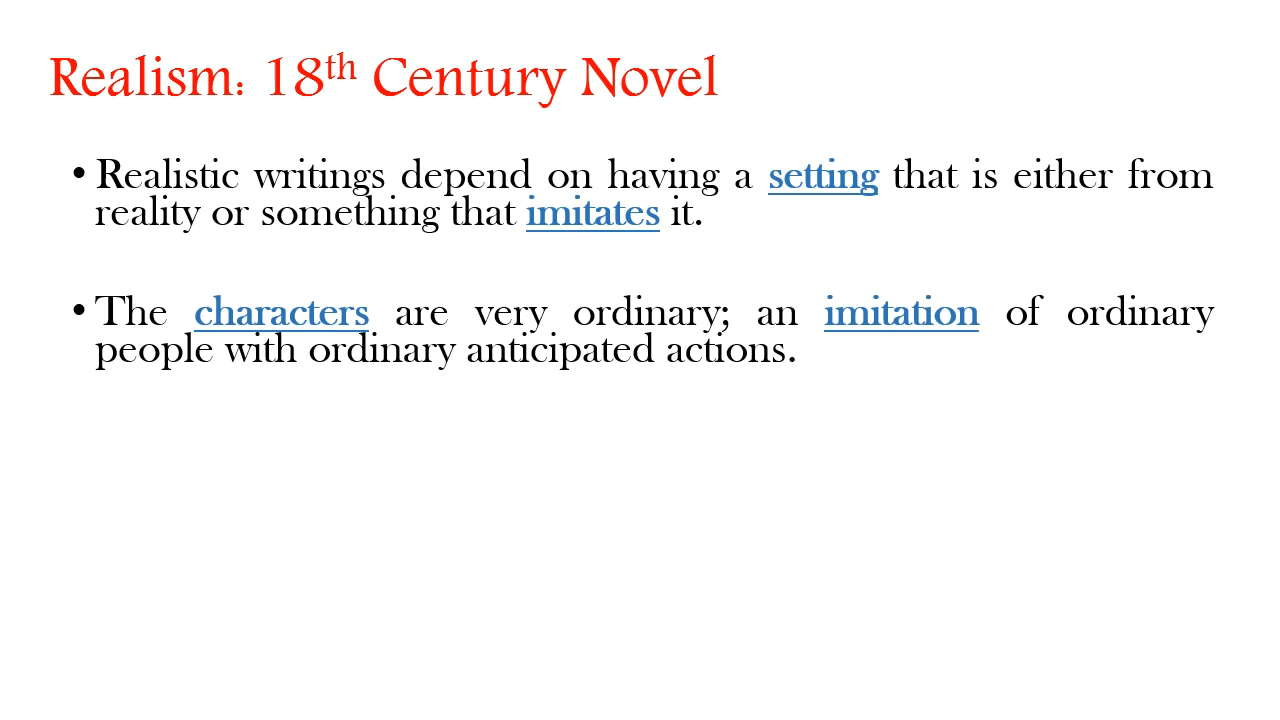 Realism: 18th Century Novel
• Realistic writings depend on having a setting that is either from
reality or something that imitates it.
• The characters are very ordinary; an imitation of ordinary
people with ordinary anticipated actions.